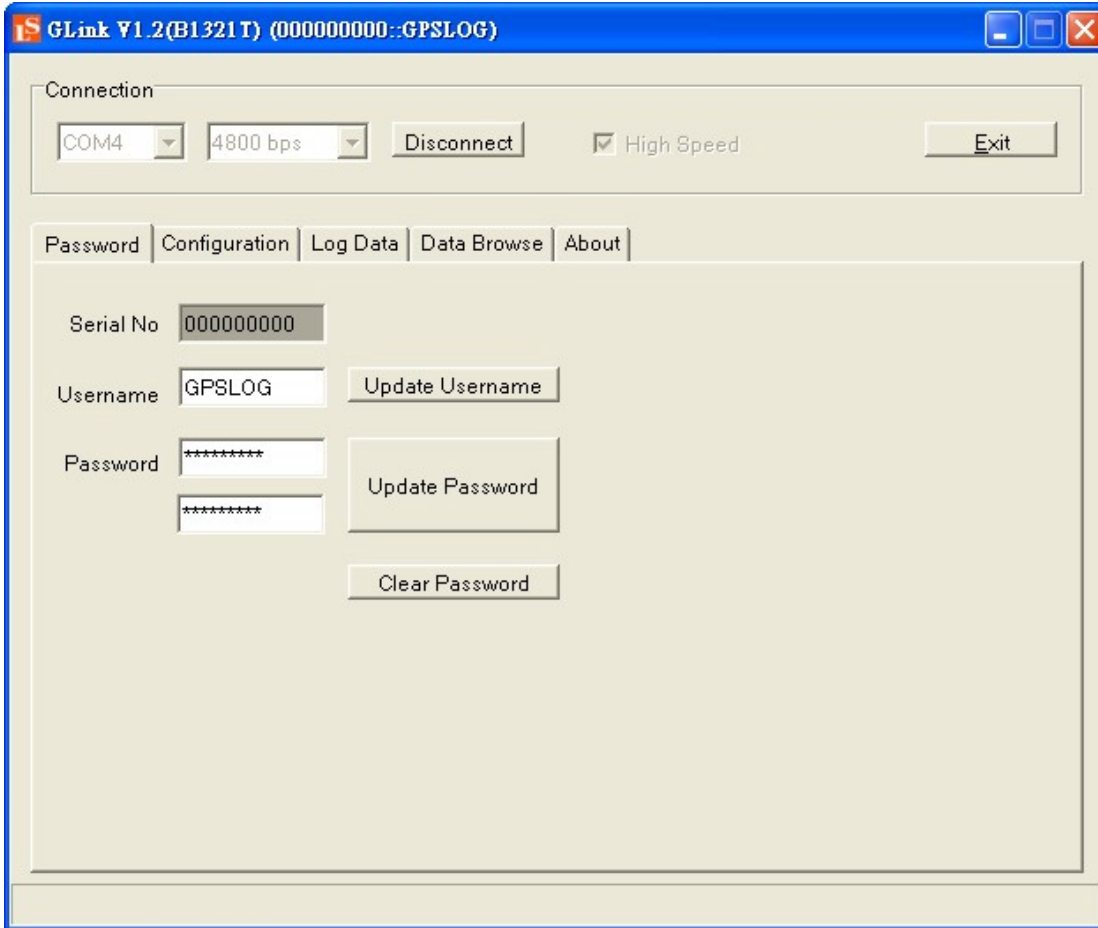 LS GLink V1.2(B1321T) (000000000::GPSLOG)
Connection
COM4 4800 bps Disconnect High Speed Exit
Password Configuration Log Data Data Browse About
Serial No 000000000
Username GPSLOG Update Username
Password ********* Update Password
*********
Clear Password